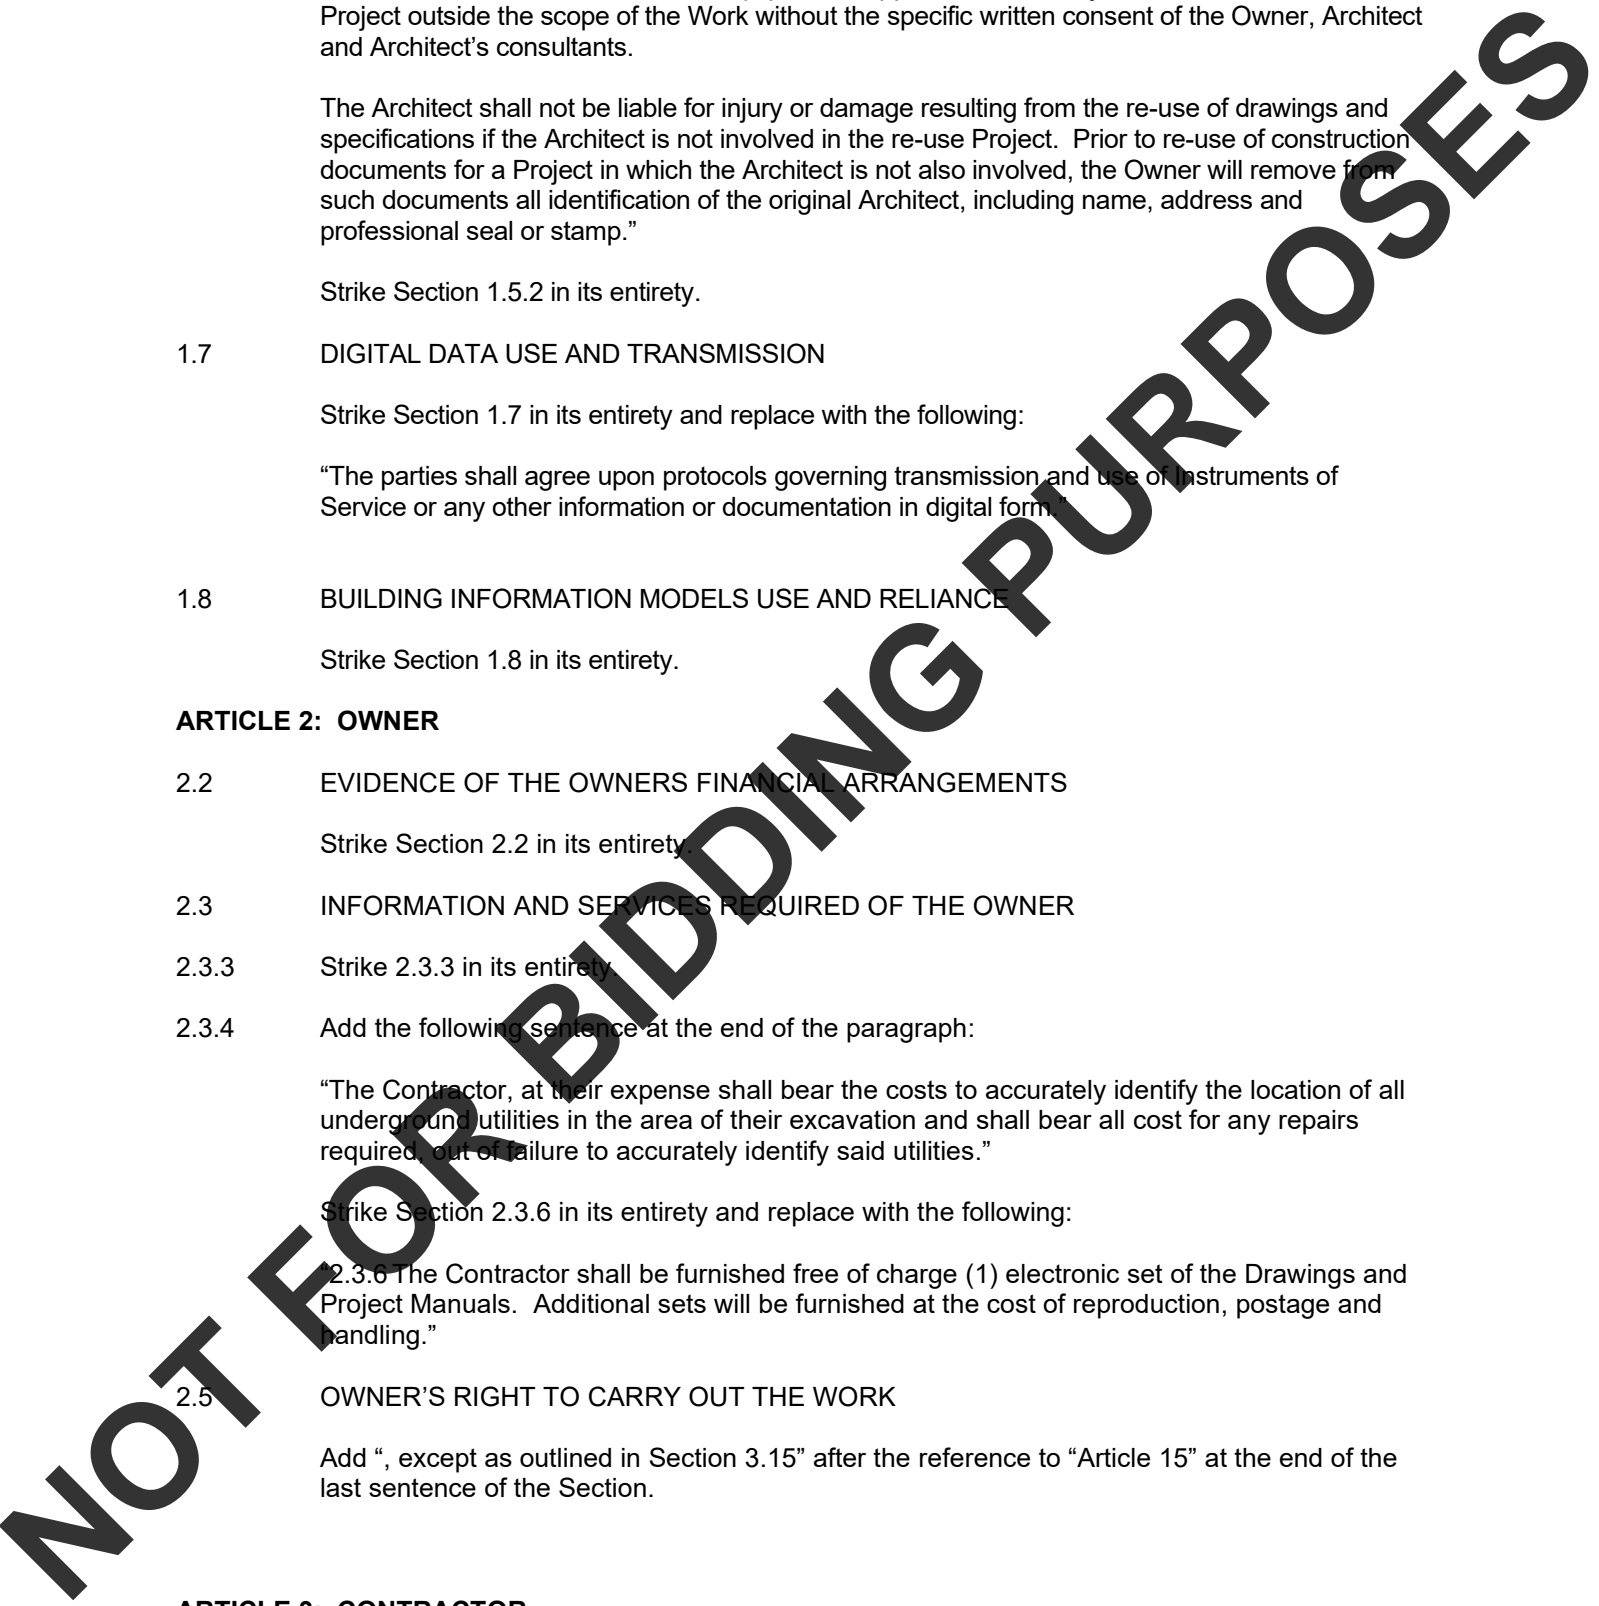 Project outside the scope of the Work without the specific written consent of the Owner, Architect
and Architect’s consultants.
The Architect shall not be liable for injury or damage resulting from the re-use of drawings and
specifications if the Architect is not involved in the re-use Project.  Prior to re-use of construction
documents for a Project in which the Architect is not also involved, the Owner will remove from
such documents all identification of the original Architect, including name, address and
professional seal or stamp.”
Strike Section 1.5.2 in its entirety.
1.7 DIGITAL DATA USE AND TRANSMISSION
Strike Section 1.7 in its entirety and replace with the following:
“The parties shall agree upon protocols governing transmission and use of Instruments of
Service or any other information or documentation in digital form.”
1.8 BUILDING INFORMATION MODELS USE AND RELIANCE
Strike Section 1.8 in its entirety.
ARTICLE 2:  OWNER
2.2 EVIDENCE OF THE OWNERS FINANCIAL ARRANGEMENTS
Strike Section 2.2 in its entirety.
2.3 INFORMATION AND SERVICES REQUIRED OF THE OWNER
2.3.3 Strike 2.3.3 in its entirety.
2.3.4 Add the following sentence at the end of the paragraph:
“The Contractor, at their expense shall bear the costs to accurately identify the location of all
underground utilities in the area of their excavation and shall bear all cost for any repairs
required, out of failure to accurately identify said utilities.”
Strike Section 2.3.6 in its entirety and replace with the following:
“2.3.6 The Contractor shall be furnished free of charge (1) electronic set of the Drawings and
Project Manuals.  Additional sets will be furnished at the cost of reproduction, postage and
handling.”
2.5 OWNER’S RIGHT TO CARRY OUT THE WORK
Add “, except as outlined in Section 3.15” after the reference to “Article 15” at the end of the
last sentence of the Section.
ARTICLE 3:  CONTRACTOR
NOT FOR BIDDING PURPOSES